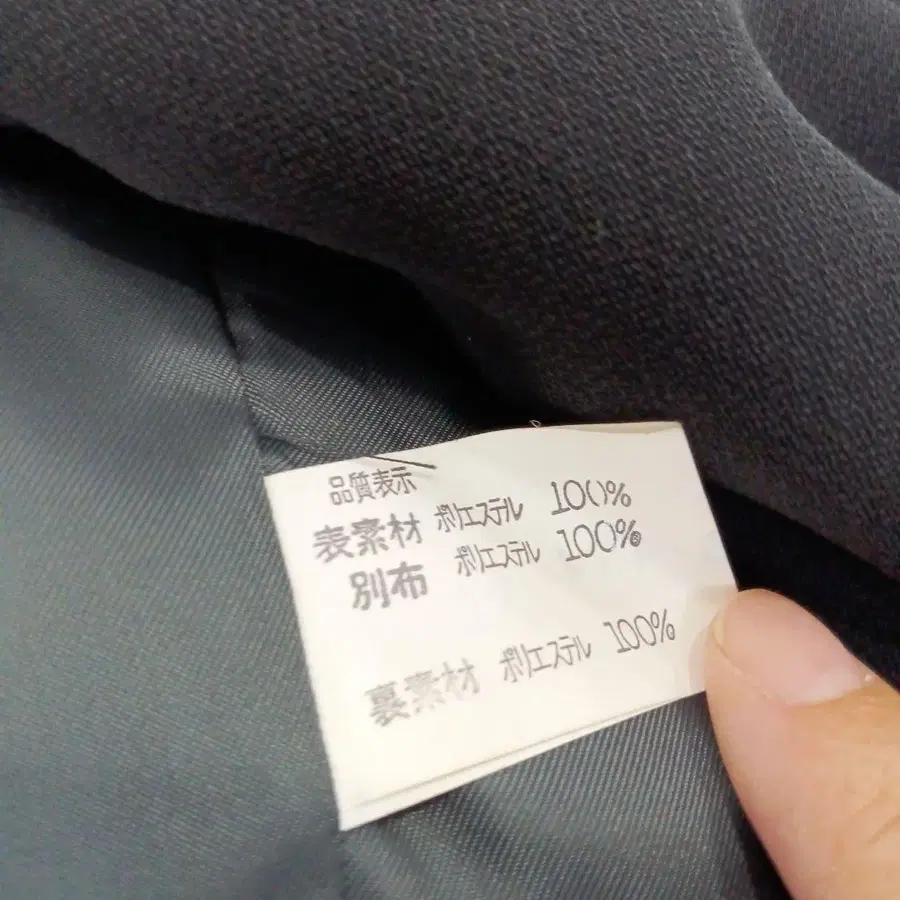 品質表示
表素材 ポリエステル 100%
別布 ポリエステル 100%
裏素材 ポリエステル 100%